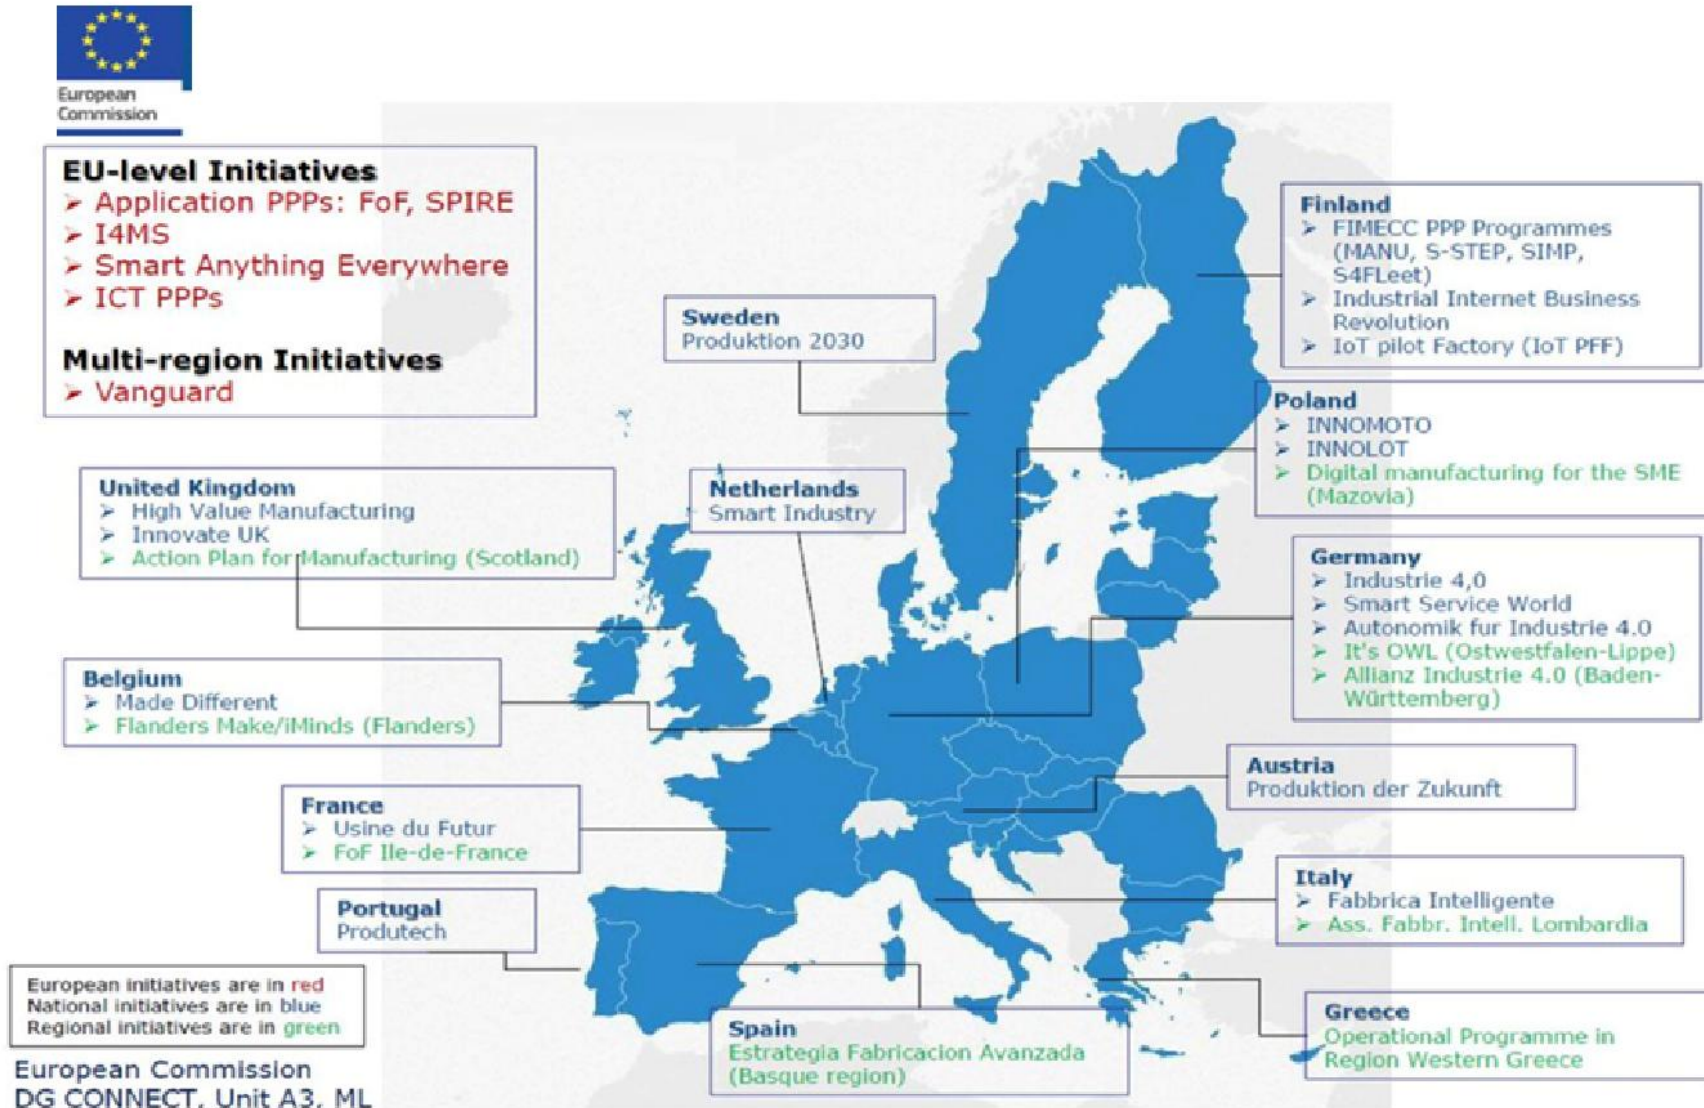 European
Commission
EU-level Initiatives
➢ Application PPPs: FoF, SPIRE
➢ I4MS
➢ Smart Anything Everywhere
➢ ICT PPPs
Multi-region Initiatives
➢ Vanguard
Finland
➢ FIMECC PPP Programmes
(MANU, S-STEP, SIMP,
S4FLeet)
➢ Industrial Internet Business
Revolution
➢ IoT pilot Factory (IoT PFF)
Sweden
Produktion 2030
Poland
➢ INNOMOTO
➢ INNOLOT
➢ Digital manufacturing for the SME
(Mazovia)
United Kingdom
➢ High Value Manufacturing
➢ Innovate UK
➢ Action Plan for Manufacturing (Scotland)
Netherlands
Smart Industry
Germany
➢ Industrie 4,0
➢ Smart Service World
➢ Autonomik fur Industrie 4.0
➢ It's OWL (Ostwestfalen-Lippe)
➢ Allianz Industrie 4.0 (Baden-
Württemberg)
Belgium
➢ Made Different
➢ Flanders Make/iMinds (Flanders)
Austria
Produktion der Zukunft
France
➢ Usine du Futur
➢ FoF Ile-de-France
Italy
➢ Fabbrica Intelligente
➢ Ass. Fabbr. Intell. Lombardia
Portugal
Produtech
European initiatives are in red
National initiatives are in blue
Regional initiatives are in green
Spain
Estrategia Fabricacion Avanzada
(Basque region)
Greece
Operational Programme in
Region Western Greece
European Commission
DG CONNECT, Unit A3, ML